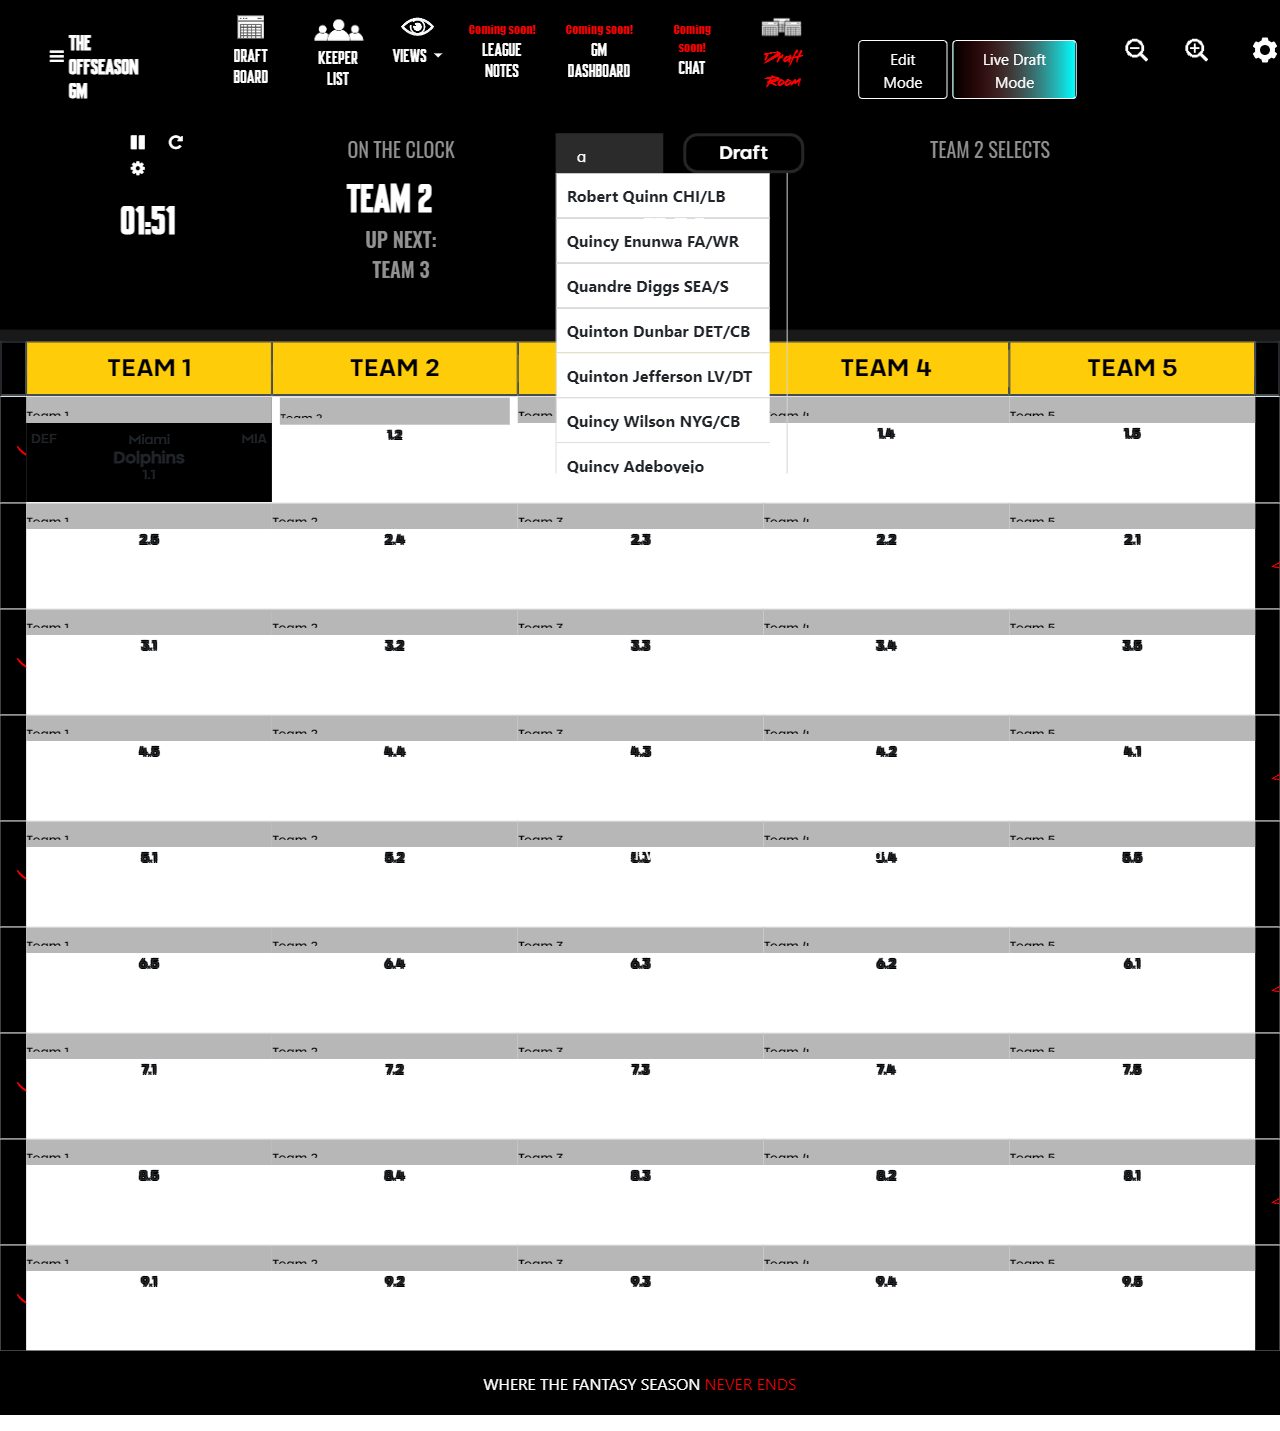 THE
OFFSEASON
GM
DRAFT
BOARD
KEEPER
LIST
VIEWS
Coming soon!
LEAGUE
NOTES
Coming soon!
GM
DASHBOARD
Coming
soon!
CHAT
Draft
Room
Edit
Mode
Live Draft
Mode
01:51
ON THE CLOCK
TEAM 2
UP NEXT:
TEAM 3
a
Draft
TEAM 2 SELECTS
Robert Quinn CHI/LB
Quincy Enunwa FA/WR
Quandre Diggs SEA/S
Quinton Dunbar DET/CB
Quinton Jefferson LV/DT
Quincy Wilson NYG/CB
Quincy Adeboyejo
TEAM 1 TEAM 2 TEAM 4 TEAM 5
Team 1 Team 2 Team Team 4 Team 5
DEF Miami MIA
Dolphins
1.1 1.2 1.4 1.5
Team 1 Team 2 Team 3 Team 4 Team 5
2.5 2.4 2.3 2.2 2.1
Team 1 Team 2 Team 3 Team 4 Team 5
3.1 3.2 3.3 3.4 3.5
Team 1 Team 2 Team 3 Team 4 Team 5
4.5 4.4 4.3 4.2 4.1
Team 1 Team 2 Team 3 Team 4 Team 5
5.1 5.2 5.3 5.4 5.5
Team 1 Team 2 Team 3 Team 4 Team 5
6.5 6.4 6.3 6.2 6.1
Team 1 Team 2 Team 3 Team 4 Team 5
7.1 7.2 7.3 7.4 7.5
Team 1 Team 2 Team 3 Team 4 Team 5
8.5 8.4 8.3 8.2 8.1
Team 1 Team 2 Team 3 Team 4 Team 5
9.1 9.2 9.3 9.4 9.5
WHERE THE FANTASY SEASON NEVER ENDS